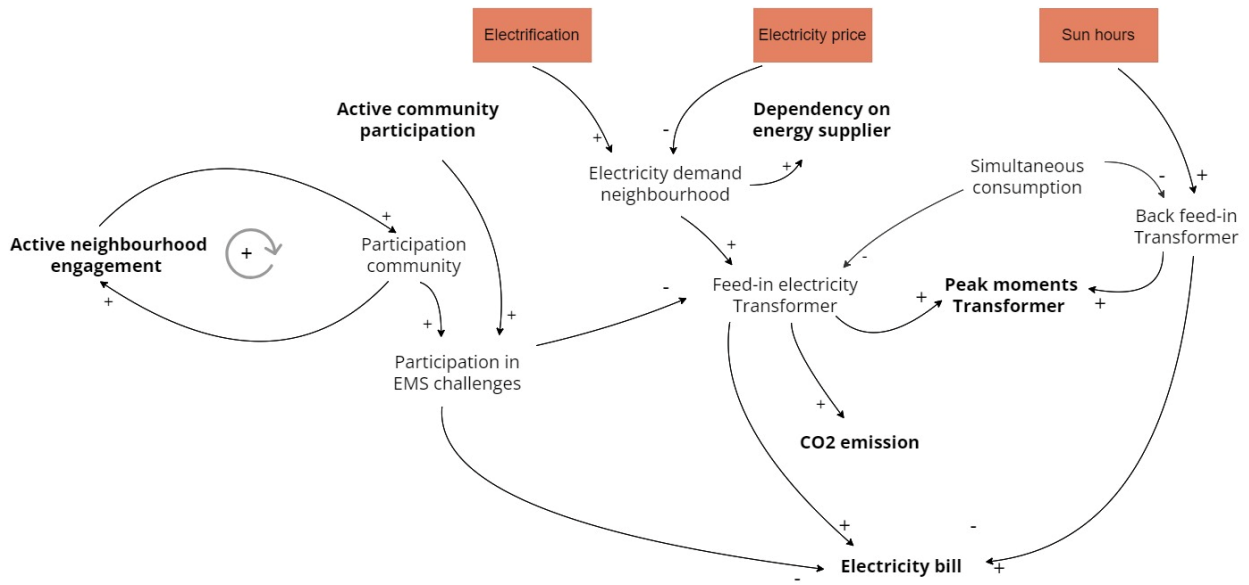 Electrification
Electricity price
Sun hours
Active community
participation
Dependency on
energy supplier
+
-
+
Electricity demand
neighbourhood
Simultaneous
consumption
-
+
+
Back feed-in
Transformer
Active neighbourhood
engagement
+
Participation
community
+
-
Feed-in electricity
Transformer
Peak moments
Transformer
+
-
+
+
+
+
Participation in
EMS challenges
+
CO2 emission
+
-
Electricity bill
+
-